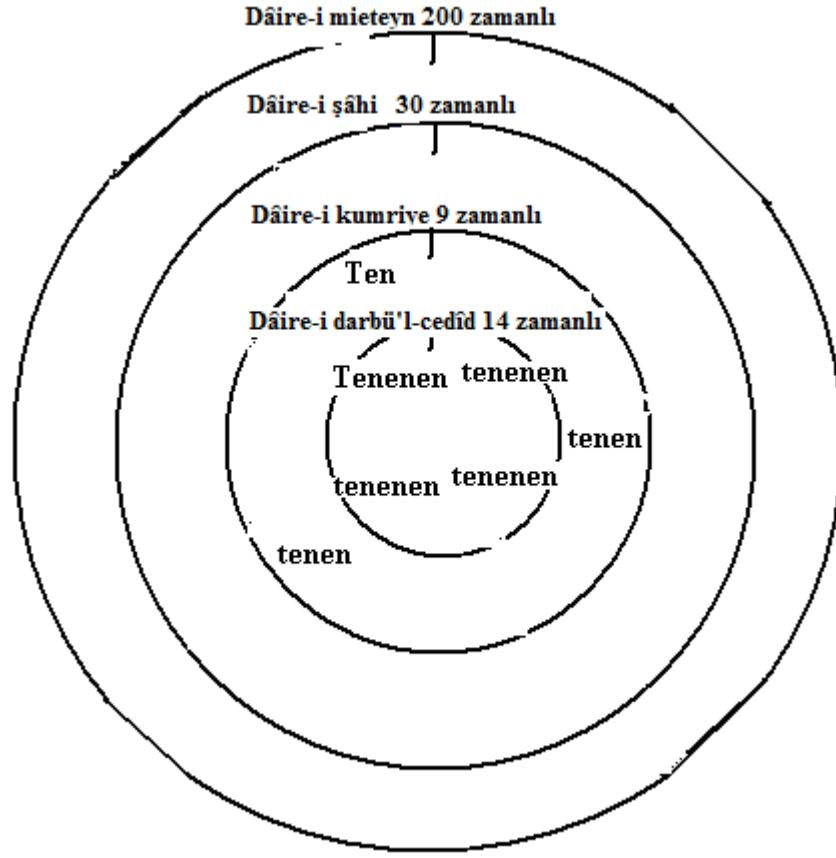 Dâire-i mieteyn 200 zamanlı
Dâire-i şâhi 30 zamanlı
Dâire-i kumriye 9 zamanlı
Ten
Dâire-i darbü'l-cedîd 14 zamanlı
Tenenen tenenen
tenen
tenenen tenenen
tenen